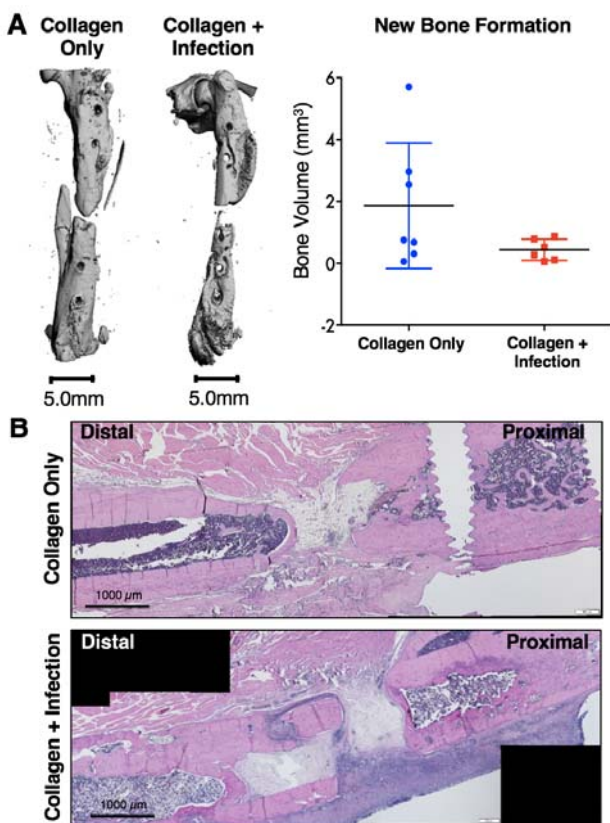 A
Collagen
Only
Collagen +
Infection
5.0mm
5.0mm
New Bone Formation
Bone Volume (mm³)
6
4
2
0
-2
Collagen Only
Collagen +
Infection
B
Collagen Only
Distal
Proximal
1000 µm
Collagen + Infection
Distal
Proximal
1000 µm